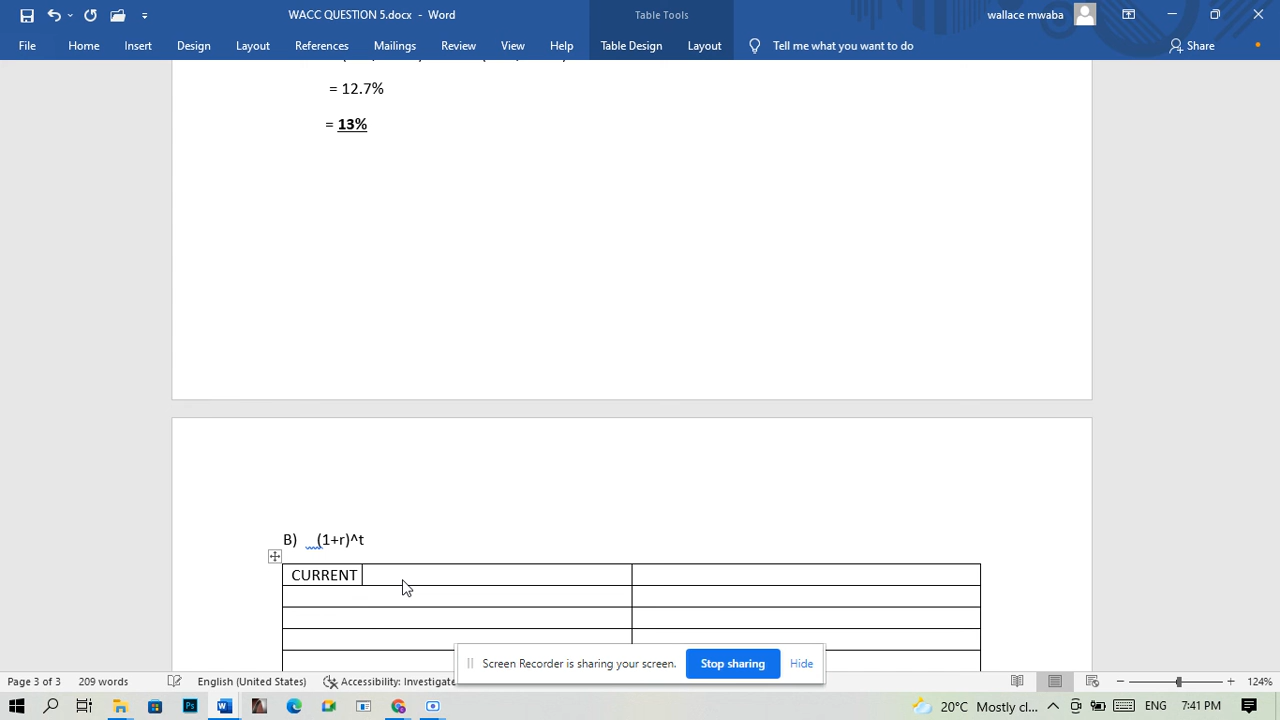 WACC QUESTION 5.docx - Word
Table Tools
wallace mwaba
File Home Insert Design Layout References Mailings Review View Help Table Design Layout Tell me what you want to do Share
= 12.7%
= 13%
B) (1+r)^t
CURRENT
Screen Recorder is sharing your screen. Stop sharing Hide
Page 3 of 3 209 words English (United States) Accessibility: Investigate 124%
20°C Mostly cl... ENG 7:41 PM